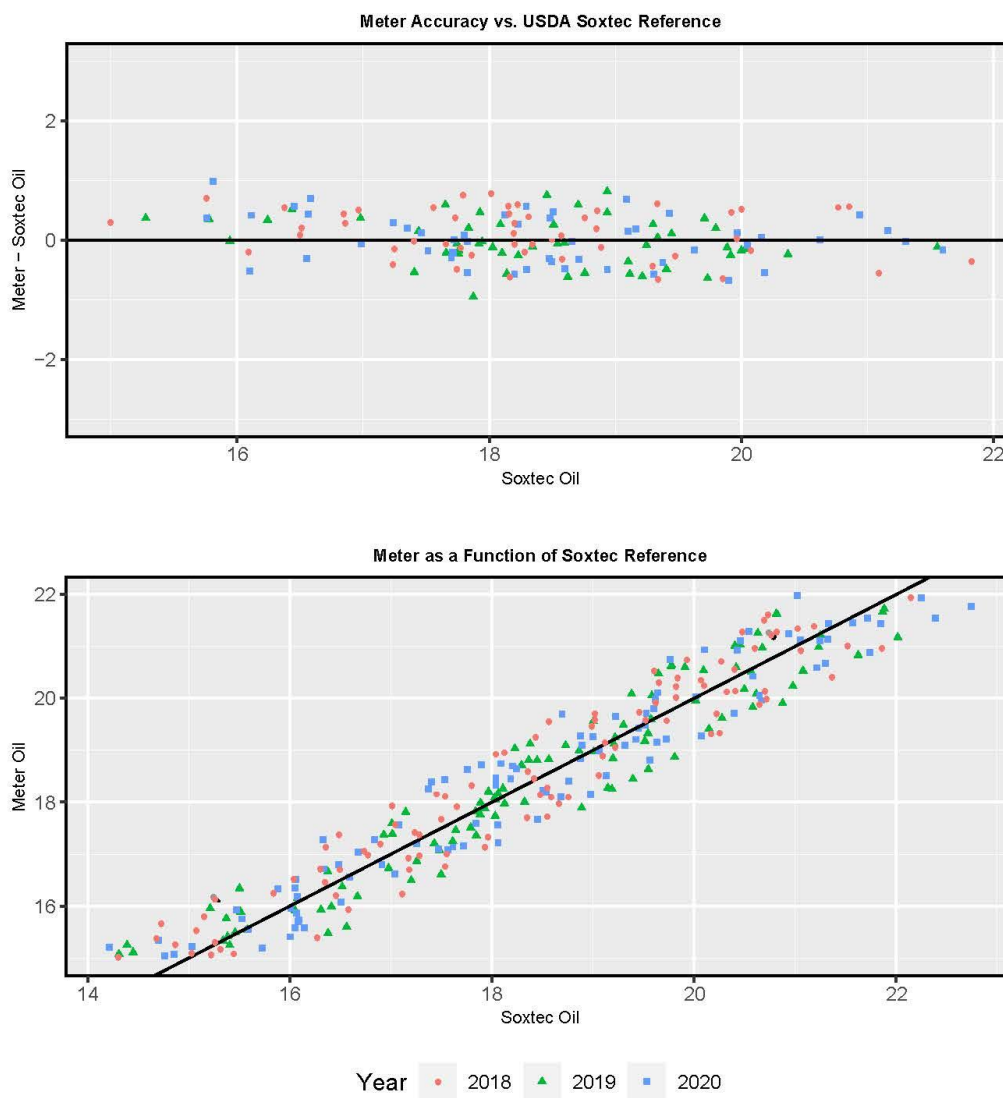 Meter Accuracy vs. USDA Soxtec Reference
2
0
−2
Meter − Soxtec Oil
16 18 20 22
Soxtec Oil
Meter as a Function of Soxtec Reference
22
20
18
16
Meter Oil
14 16 18 20 22
Soxtec Oil
Year 2018 2019 2020